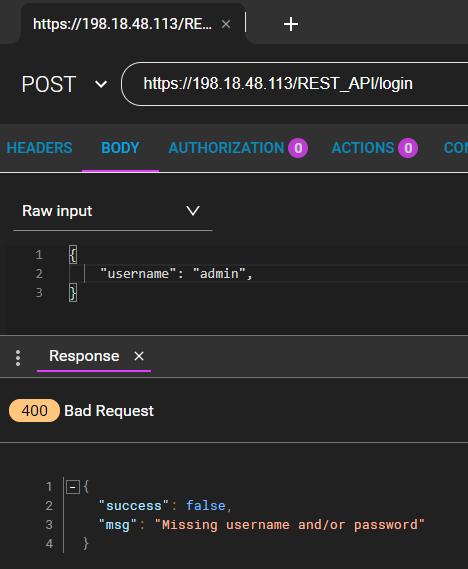 https://198.18.48.113/RE... × +
POST https://198.18.48.113/REST_API/login
HEADERS BODY AUTHORIZATION 0 ACTIONS 0 CON
Raw input
1 {
2 "username": "admin",
3 }
Response ×
400 Bad Request
1 {
2 "success": false,
3 "msg": "Missing username and/or password"
4 }